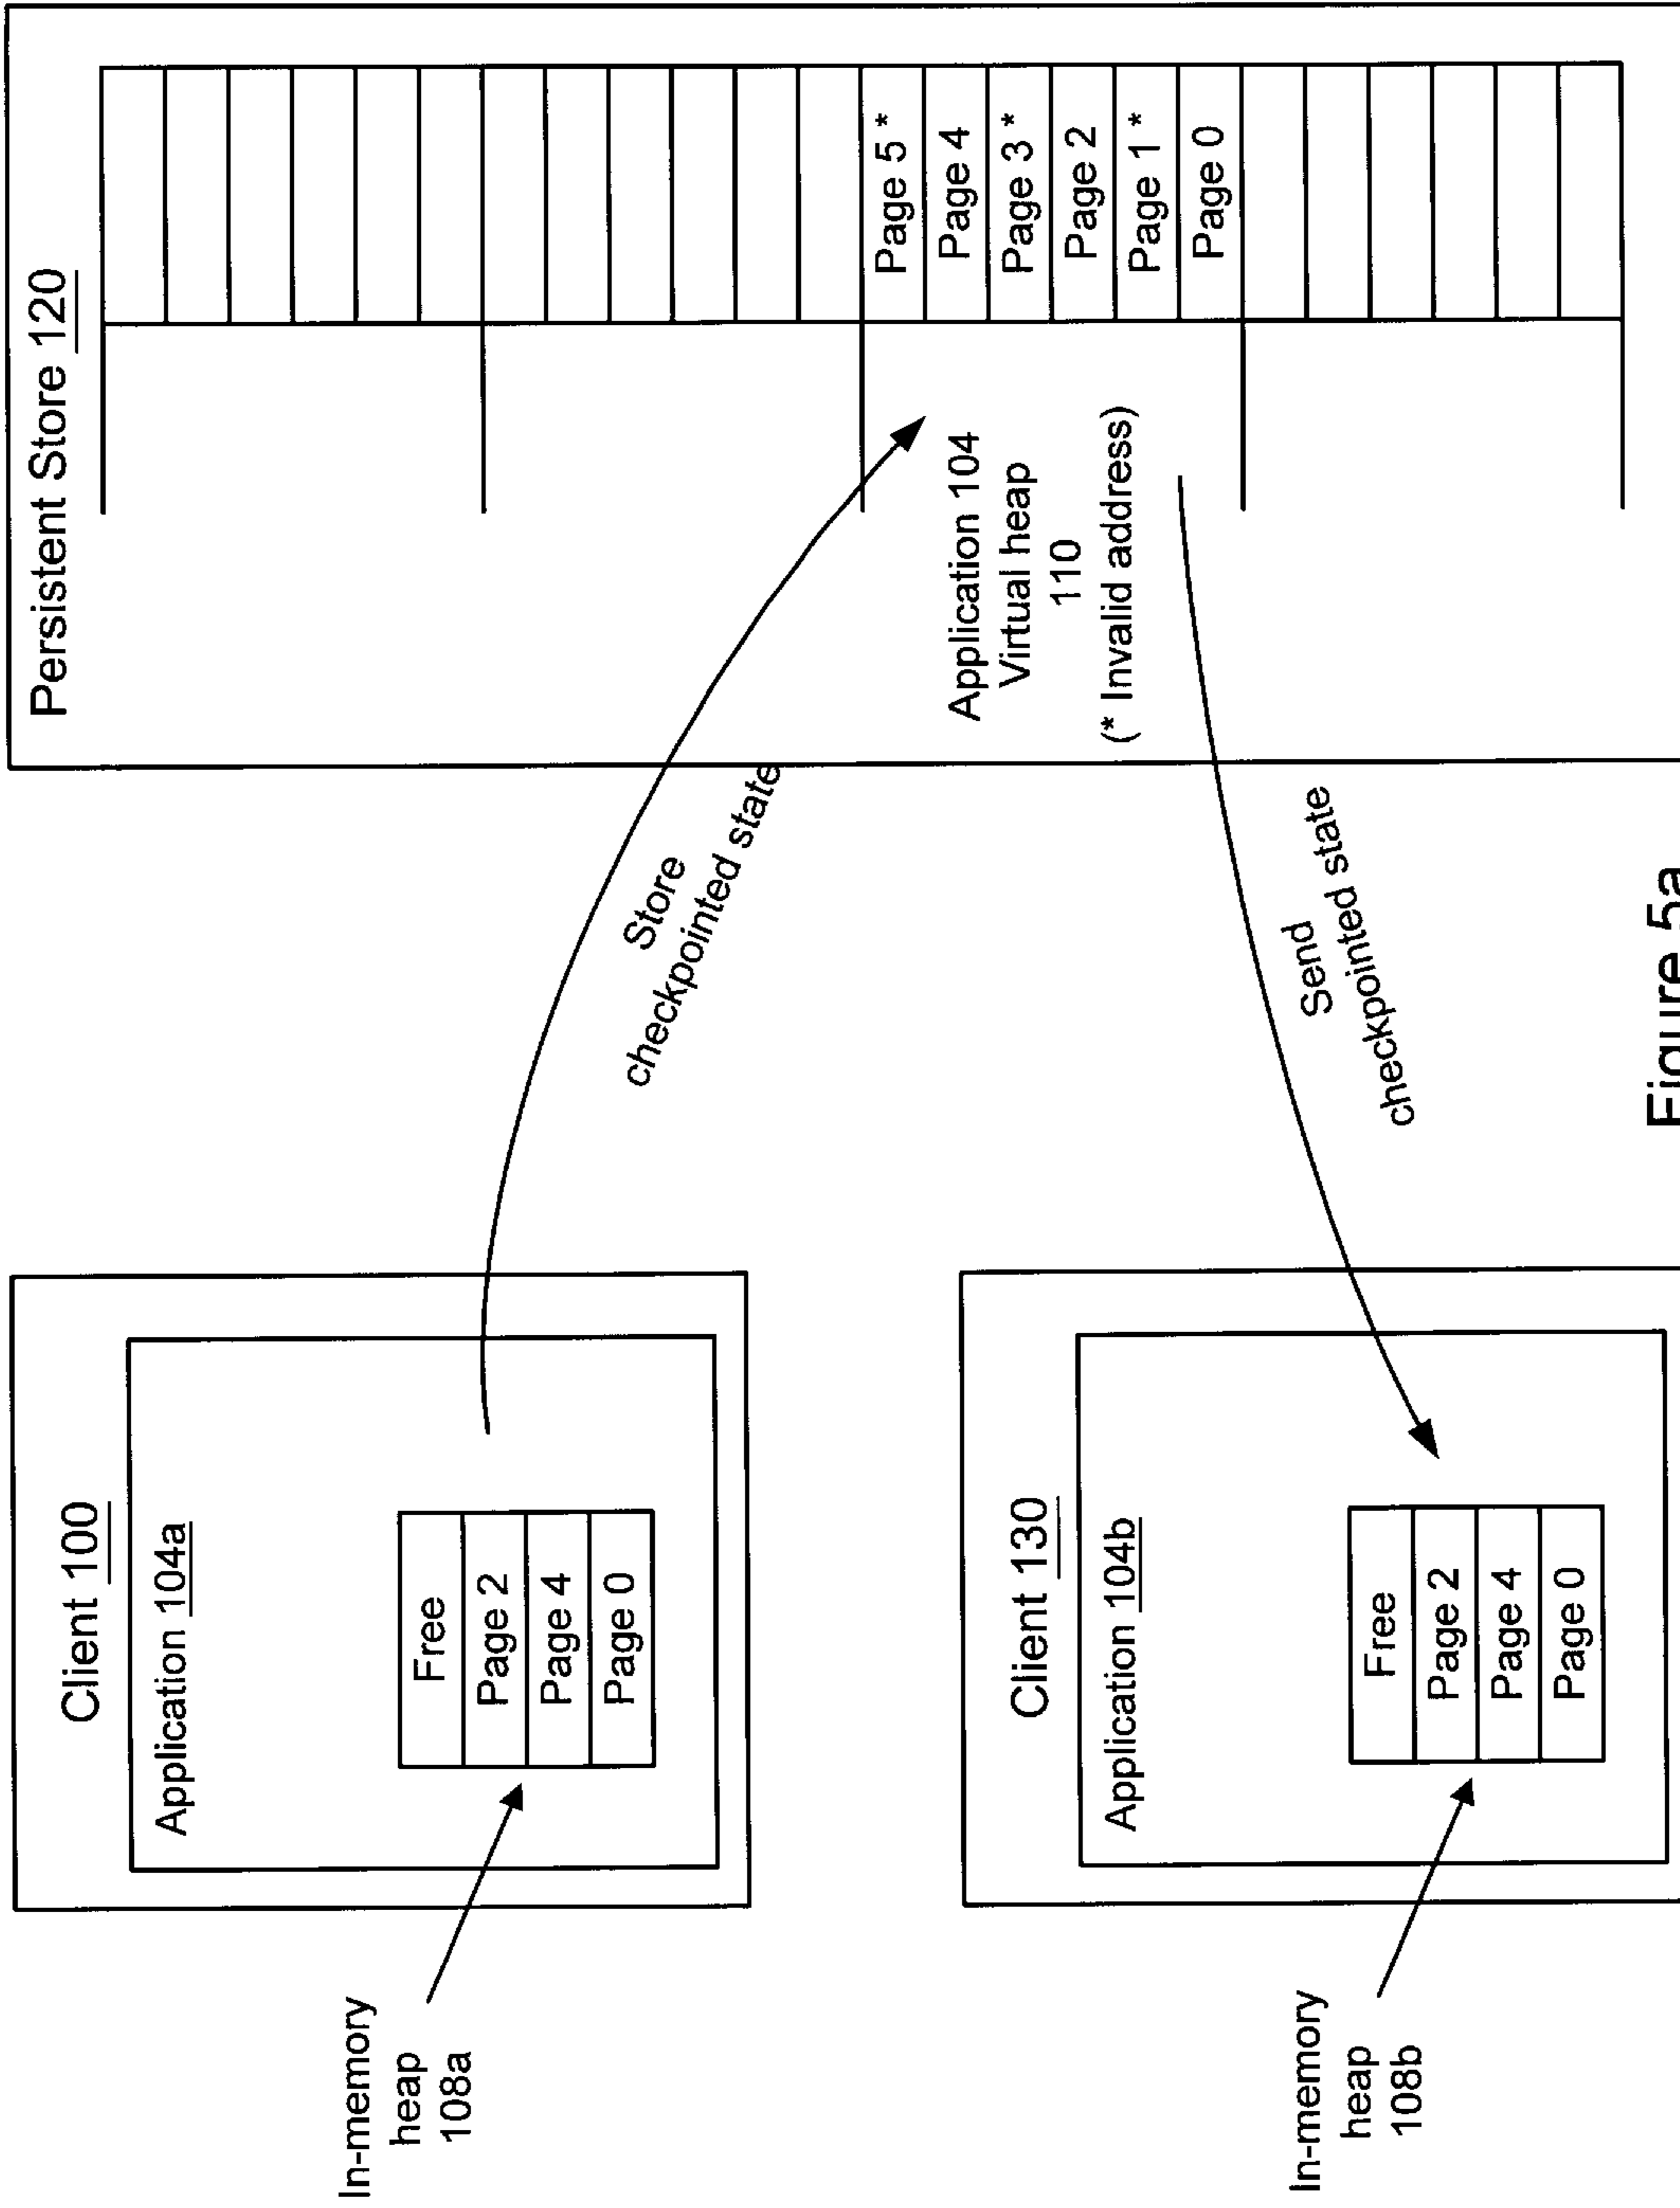 Client 100
Application 104a
Free
Page 2
Page 4
Page 0
In-memory
heap
108a
Store
checkpointed state
Persistent Store 120
Page 5 *
Page 4
Page 3 *
Page 2
Page 1 *
Page 0
Application 104
Virtual heap
110
(* Invalid address)
Client 130
Application 104b
Free
Page 2
Page 4
Page 0
In-memory
heap
108b
Send
checkpointed state
Figure 5a